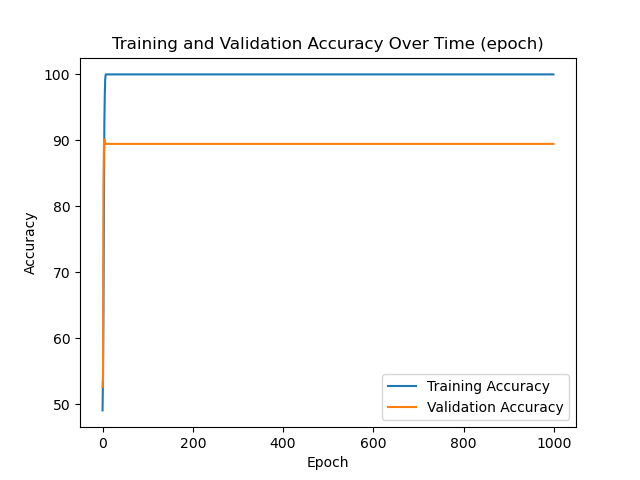 Training and Validation Accuracy Over Time (epoch)
100
90
80
70
60
50
Accuracy
0
200
400
600
800
1000
Epoch
Training Accuracy
Validation Accuracy